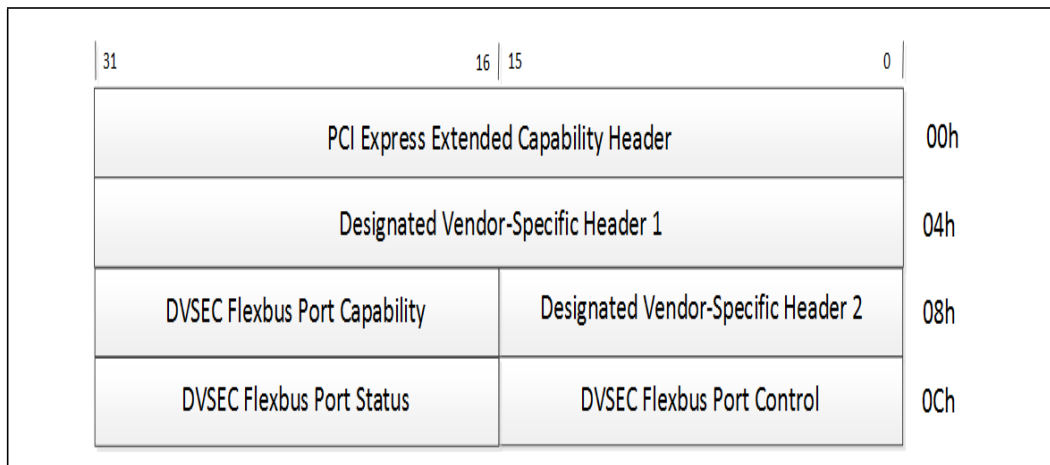 31 16 15 0
PCI Express Extended Capability Header 00h
Designated Vendor-Specific Header 1 04h
DVSEC Flexbus Port Capability Designated Vendor-Specific Header 2 08h
DVSEC Flexbus Port Status DVSEC Flexbus Port Control 0Ch